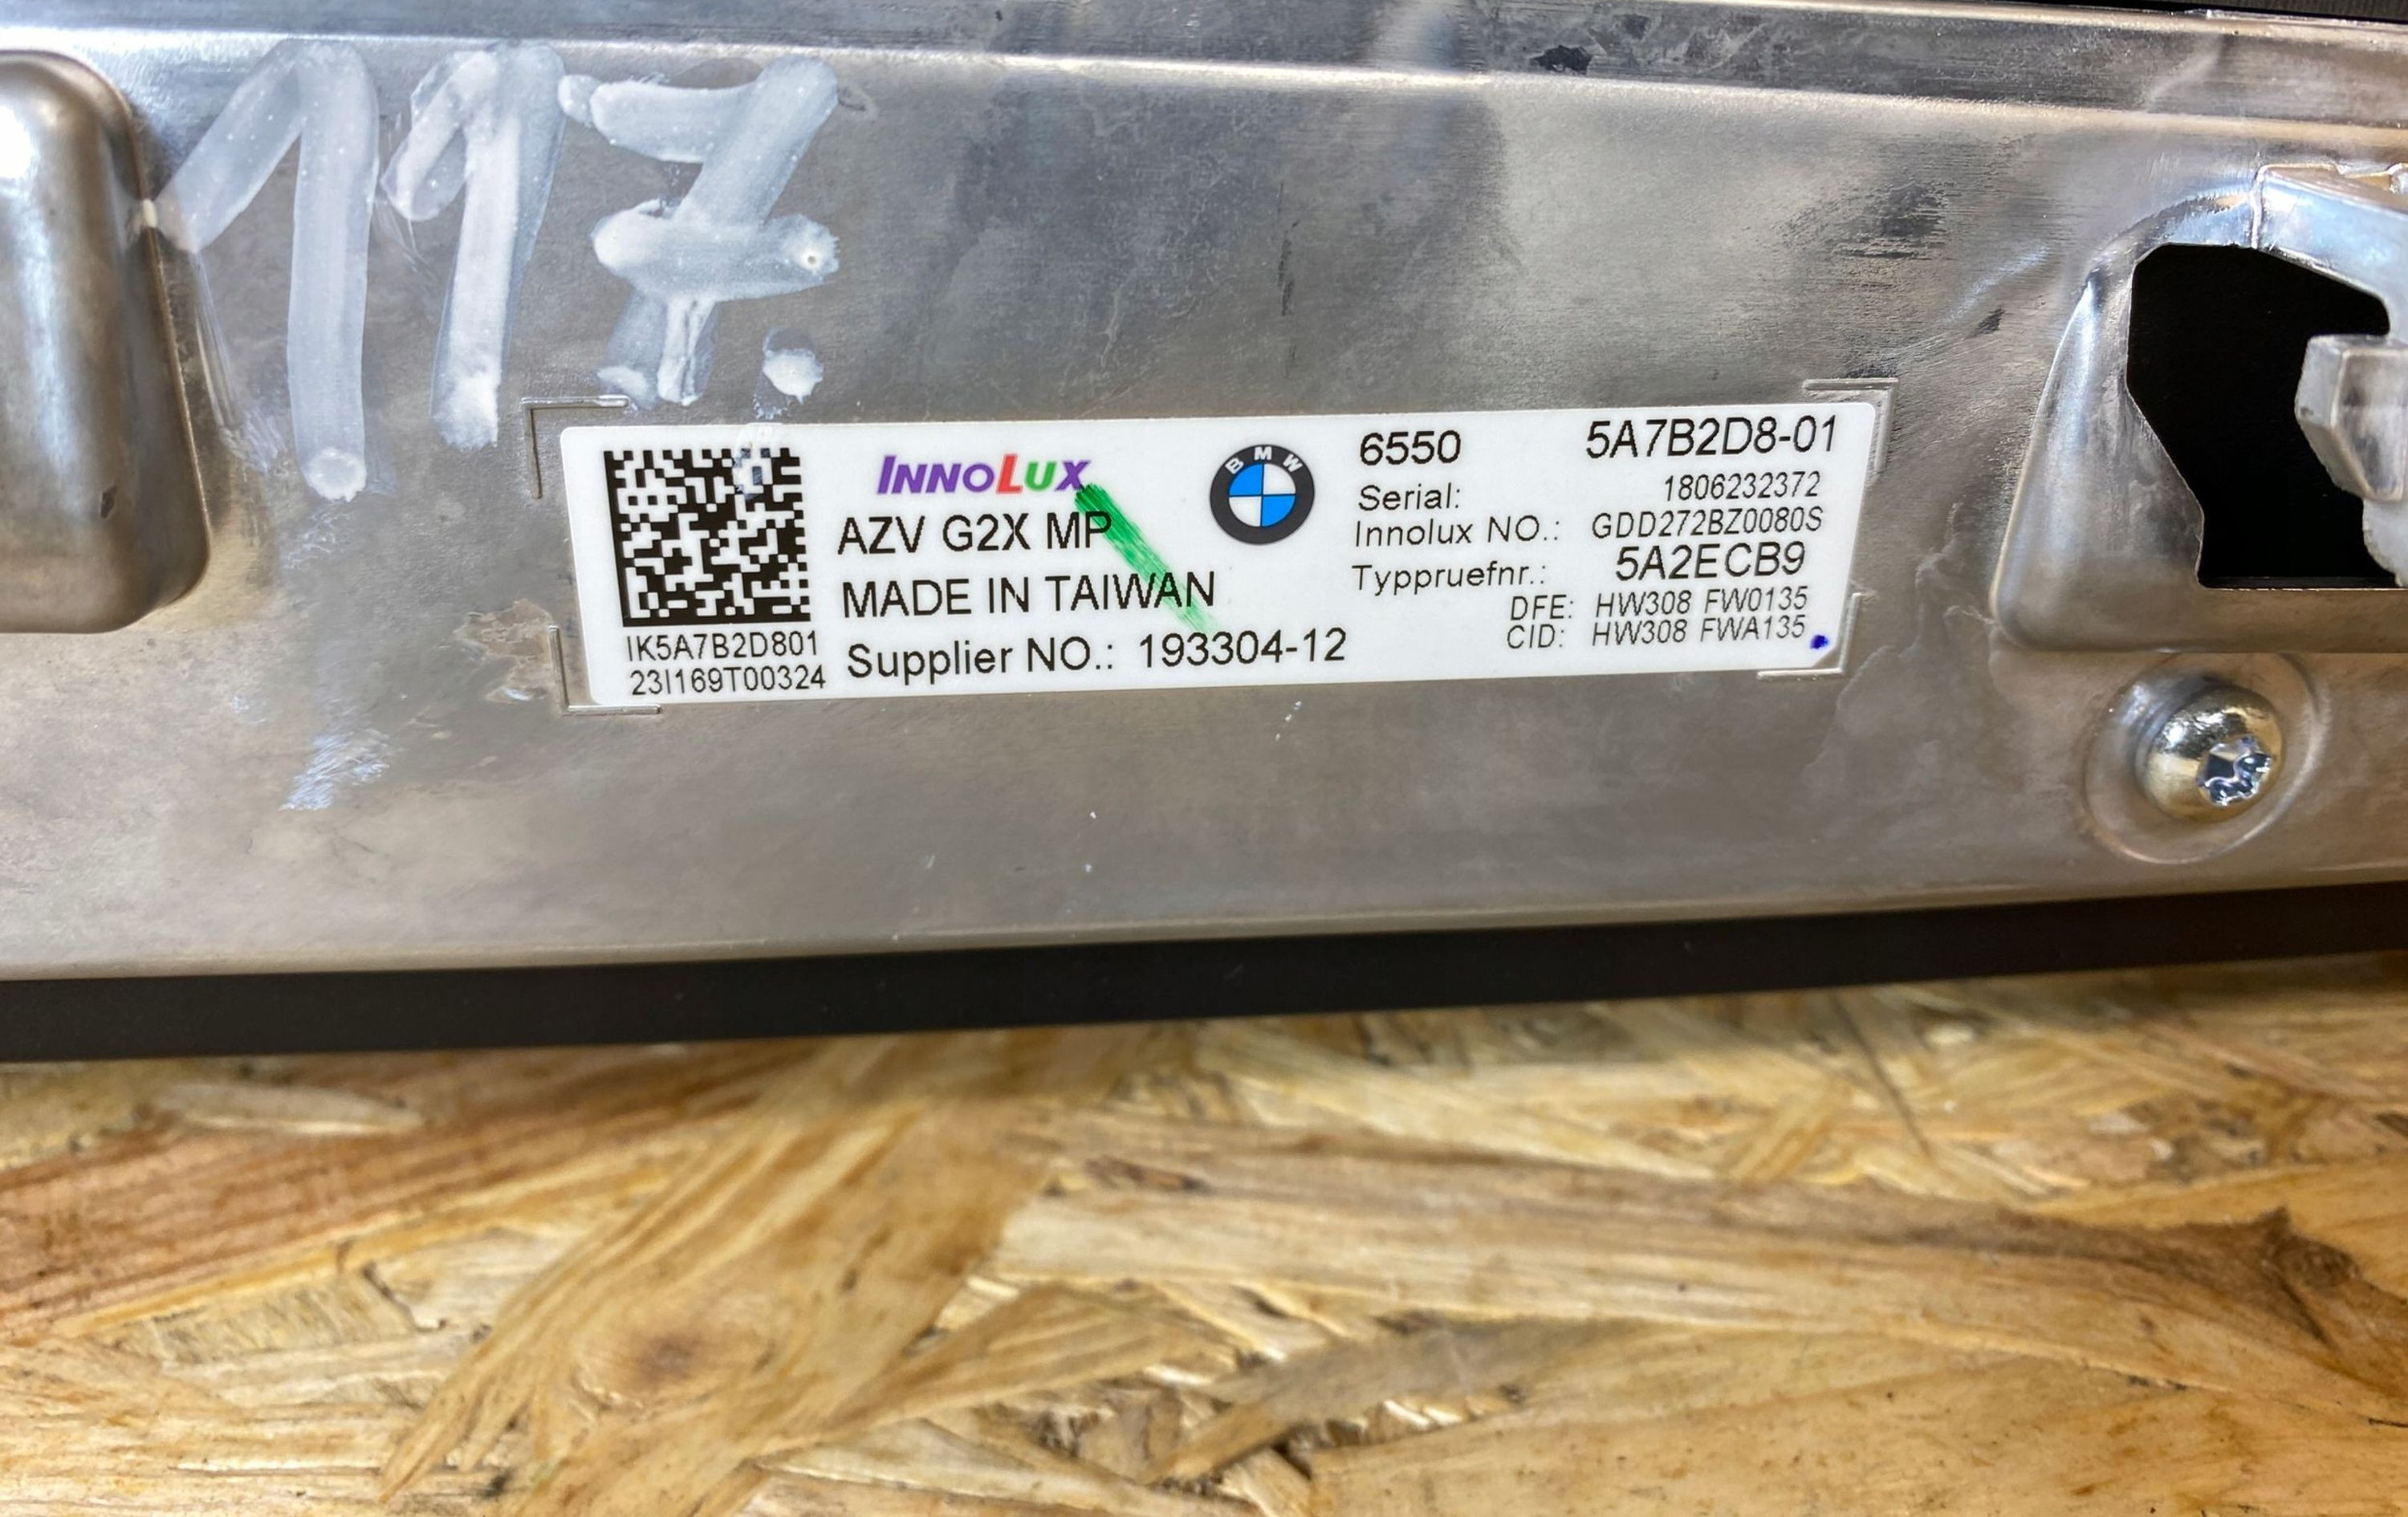 117.
INNOLUX
AZV G2X MP
MADE IN TAIWAN
Supplier NO.: 193304-12
IK5A7B2D801
23I169T00324
BMW
6550 5A7B2D8-01
Serial: 1806232372
Innolux NO.: GDD272BZ0080S
Typpruefnr.: 5A2ECB9
DFE: HW308 FW0135
CID: HW308 FWA135